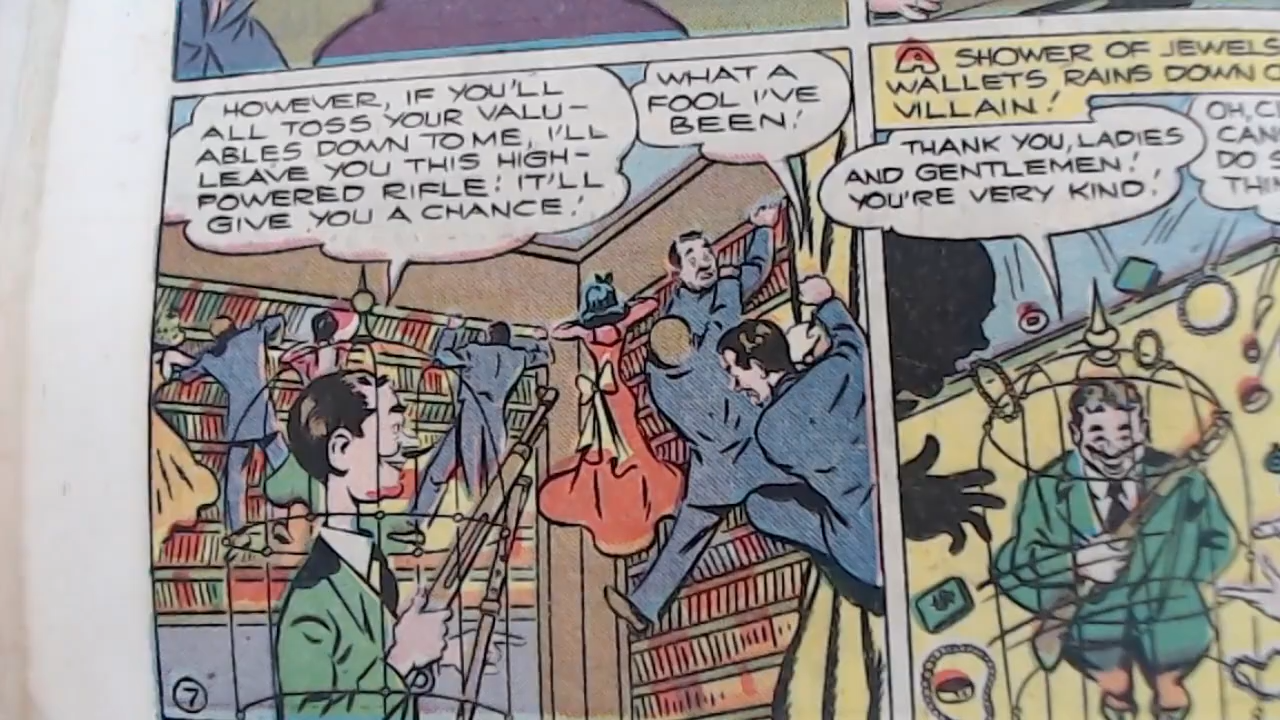 HOWEVER, IF YOU'LL
ALL TOSS YOUR VALU-
ABLES DOWN TO ME, I'LL
LEAVE YOU THIS HIGH-
POWERED RIFLE! IT'LL
GIVE YOU A CHANCE!
WHAT A
FOOL I'VE
BEEN!
A SHOWER OF JEWELS
WALLETS RAINS DOWN
VILLAIN!
THANK YOU, LADIES
AND GENTLEMEN!
YOU'RE VERY KIND!
OH,
CAN
DO
7